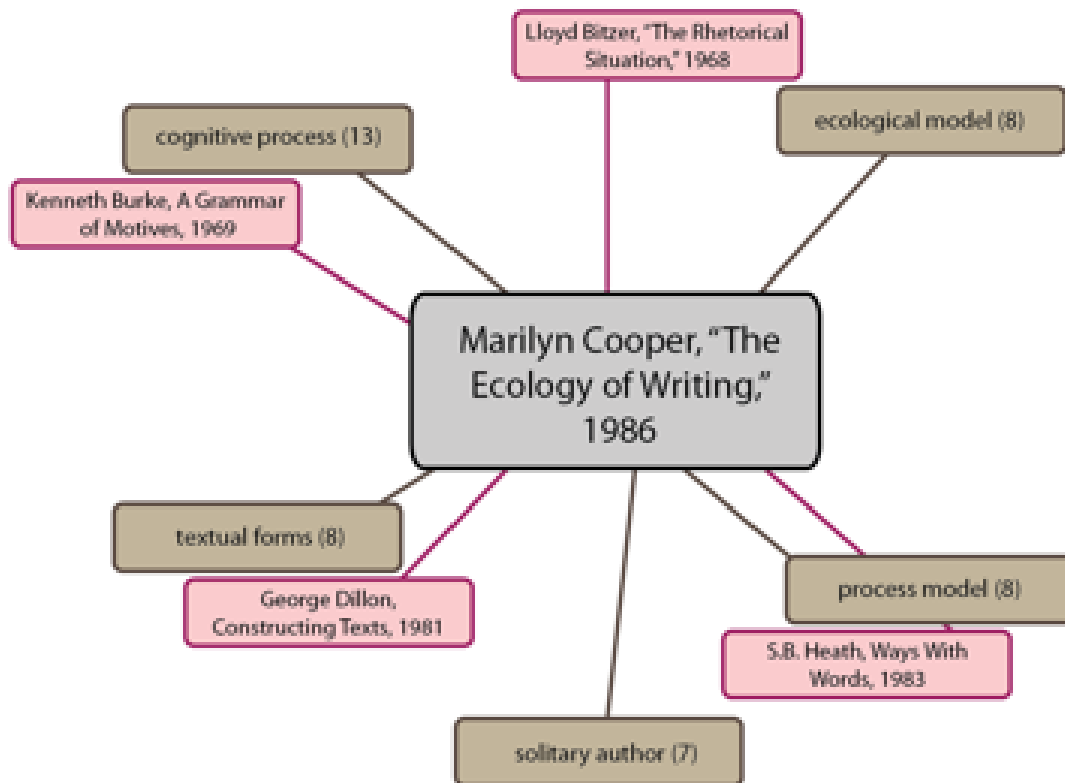 Lloyd Bitzer, “The Rhetorical
Situation,” 1968
ecological model (8)
cognitive process (13)
Kenneth Burke, A Grammar
of Motives, 1969
Marilyn Cooper, “The
Ecology of Writing,”
1986
textual forms (8)
George Dillon,
Constructing Texts, 1981
process model (8)
S.B. Heath, Ways With
Words, 1983
solitary author (7)